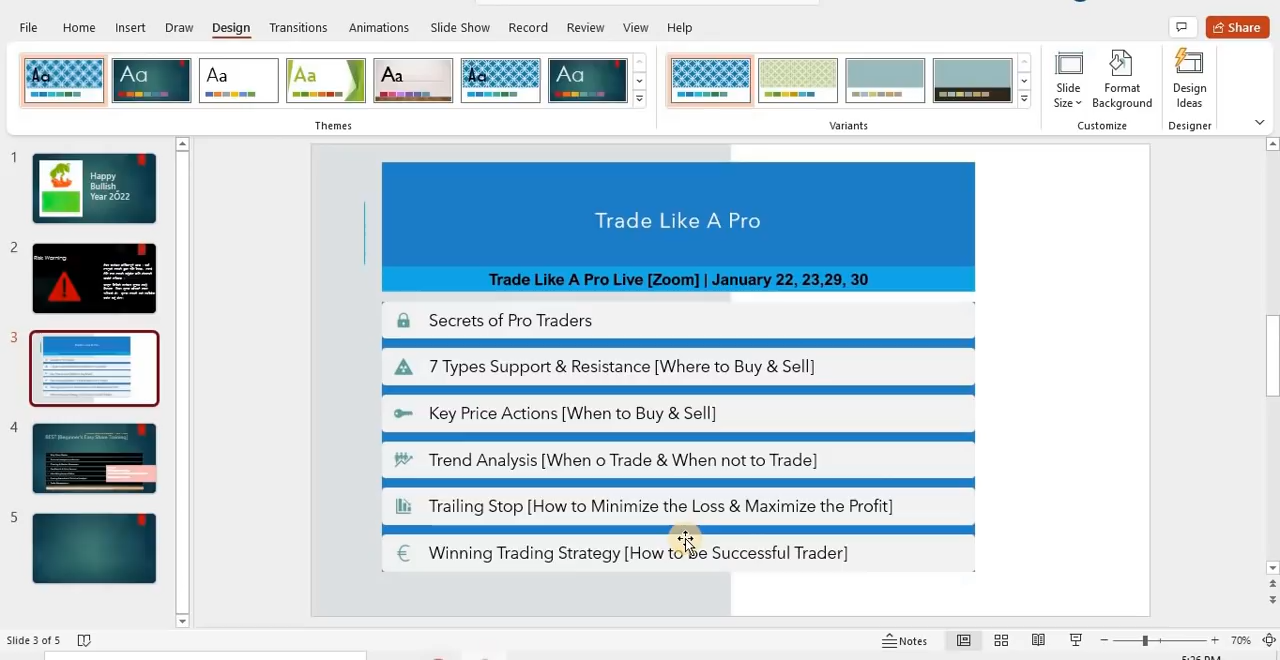 File Home Insert Draw Design Transitions Animations Slide Show Record Review View Help Share
Aa Aa Aa Aa Aa Aa Aa
Slide Size Format Background Design Ideas
Themes Variants Customize Designer
1
Happy
Bullish
Year 2022
2
Risk Warning:
3
4
5
Trade Like A Pro
Trade Like A Pro Live [Zoom] | January 22, 23,29, 30
Secrets of Pro Traders
7 Types Support & Resistance [Where to Buy & Sell]
Key Price Actions [When to Buy & Sell]
Trend Analysis [When o Trade & When not to Trade]
Trailing Stop [How to Minimize the Loss & Maximize the Profit]
Winning Trading Strategy [How to be Successful Trader]
Slide 3 of 5 Notes 70%